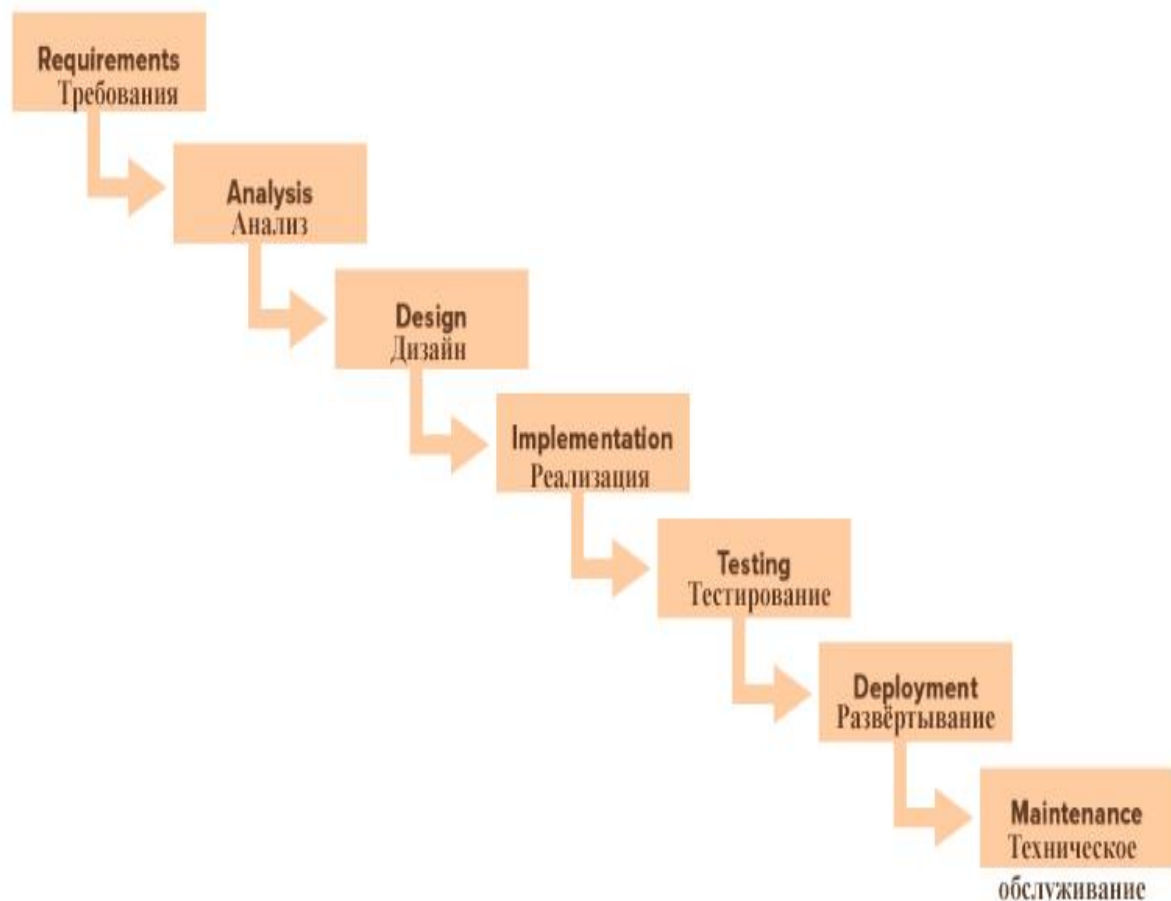 Requirements
Требования
Analysis
Анализ
Design
Дизайн
Implementation
Реализация
Testing
Тестирование
Deployment
Развёртывание
Maintenance
Техническое
обслуживание